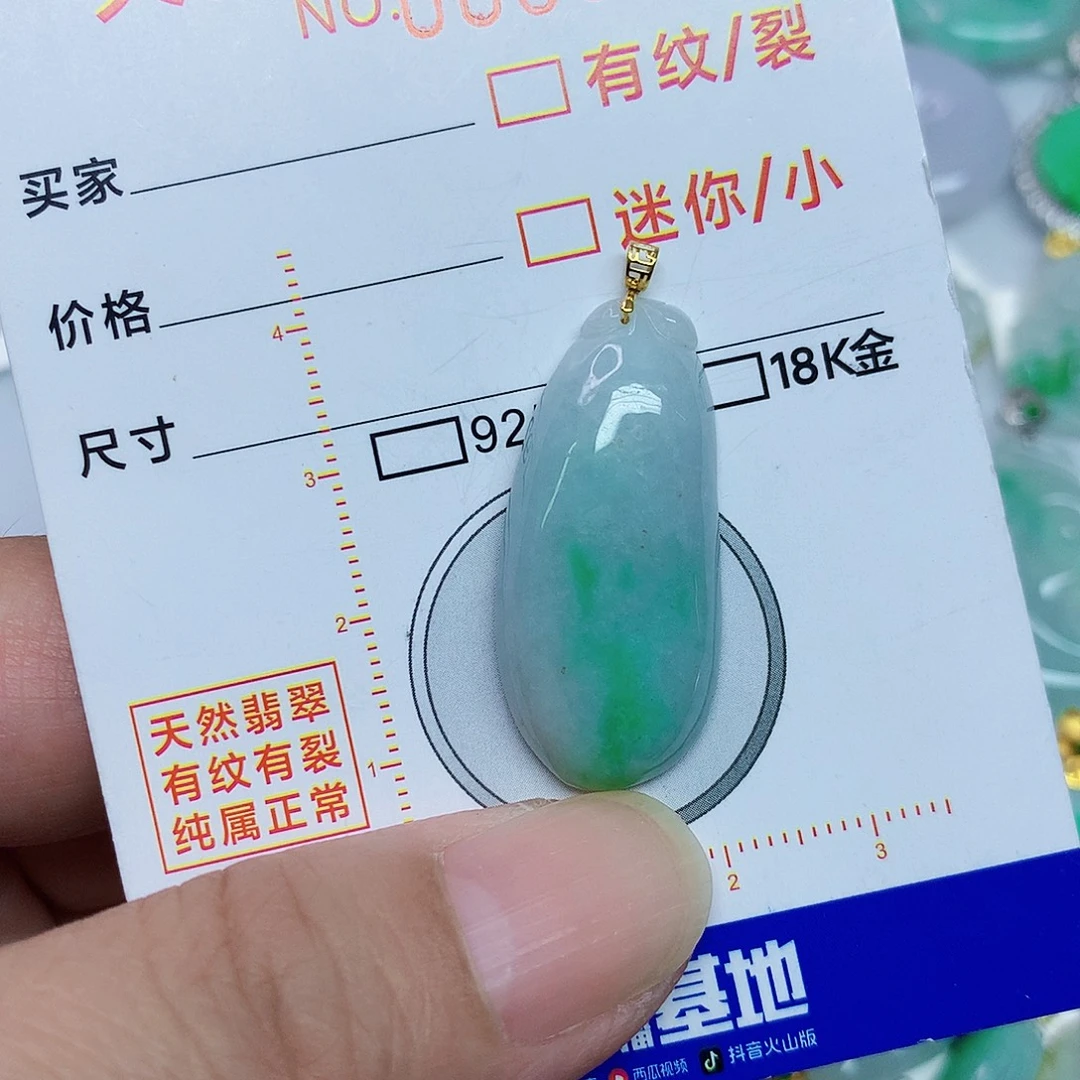 NO.
有纹/裂
买家
迷你/小
价格
18K金
尺寸
92
4
3
2
1
天然翡翠
有纹有裂
纯属正常
2
3
基地
西瓜视频
抖音火山版